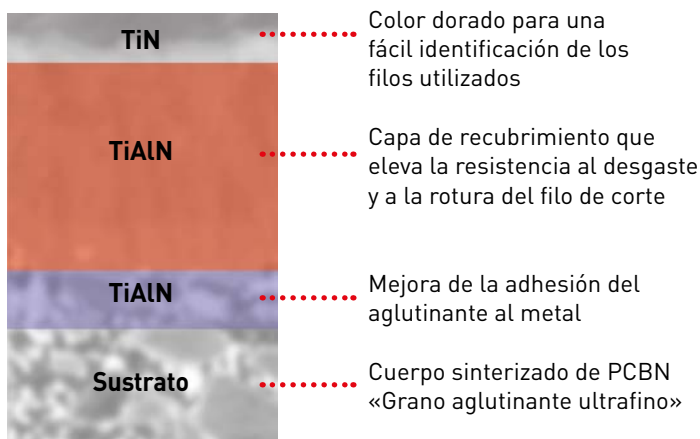 TiN
Color dorado para una
fácil identificación de los
filos utilizados
TiAlN
Capa de recubrimiento que
eleva la resistencia al desgaste
y a la rotura del filo de corte
TiAlN
Mejora de la adhesión del
aglutinante al metal
Sustrato
Cuerpo sinterizado de PCBN
«Grano aglutinante ultrafino»